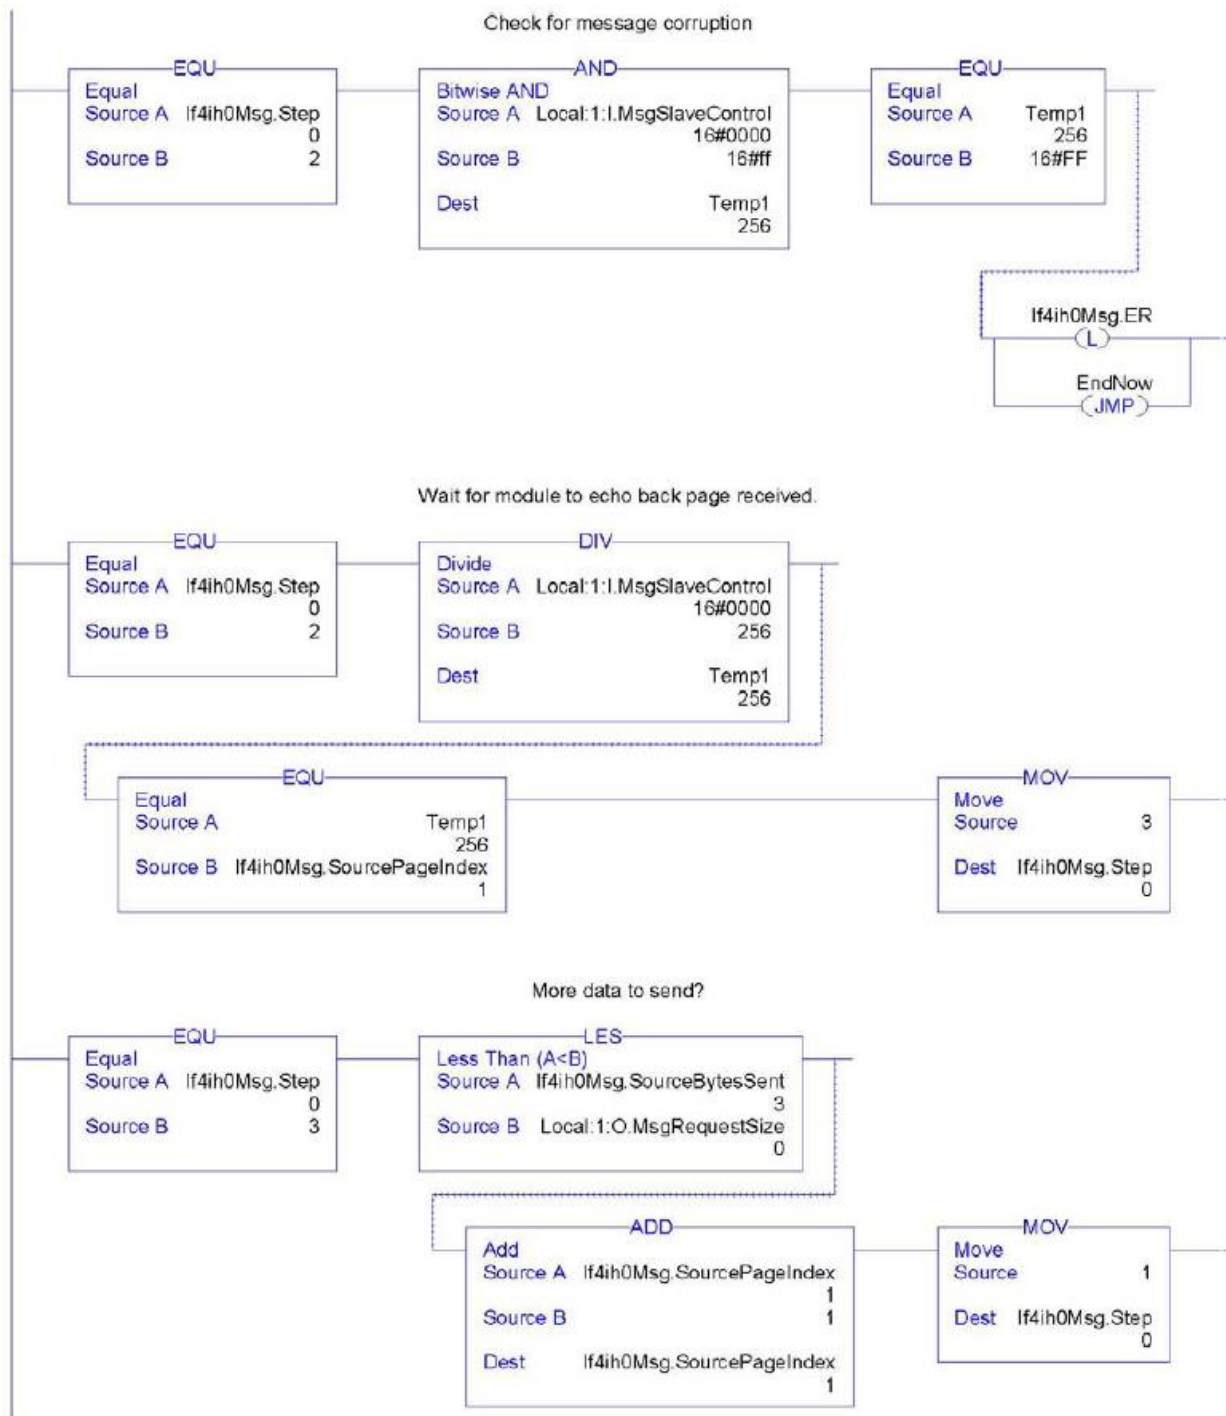 Check for message corruption
EQU
Equal
Source A If4ih0Msg.Step
0
Source B 2
AND
Bitwise AND
Source A Local:1:I.MsgSlaveControl
16#0000
Source B 16#ff
Dest Temp1
256
EQU
Equal
Source A Temp1
256
Source B 16#FF
If4ih0Msg.ER
L
EndNow
JMP
Wait for module to echo back page received.
EQU
Equal
Source A If4ih0Msg.Step
0
Source B 2
DIV
Divide
Source A Local:1:I.MsgSlaveControl
16#0000
Source B 256
Dest Temp1
256
EQU
Equal
Source A Temp1
256
Source B If4ih0Msg.SourcePageIndex
1
MOV
Move
Source 3
Dest If4ih0Msg.Step
0
More data to send?
EQU
Equal
Source A If4ih0Msg.Step
0
Source B 3
LES
Less Than (A<B)
Source A If4ih0Msg.SourceBytesSent
3
Source B Local:1:O.MsgRequestSize
0
ADD
Add
Source A If4ih0Msg.SourcePageIndex
1
Source B 1
Dest If4ih0Msg.SourcePageIndex
1
MOV
Move
Source 1
Dest If4ih0Msg.Step
0